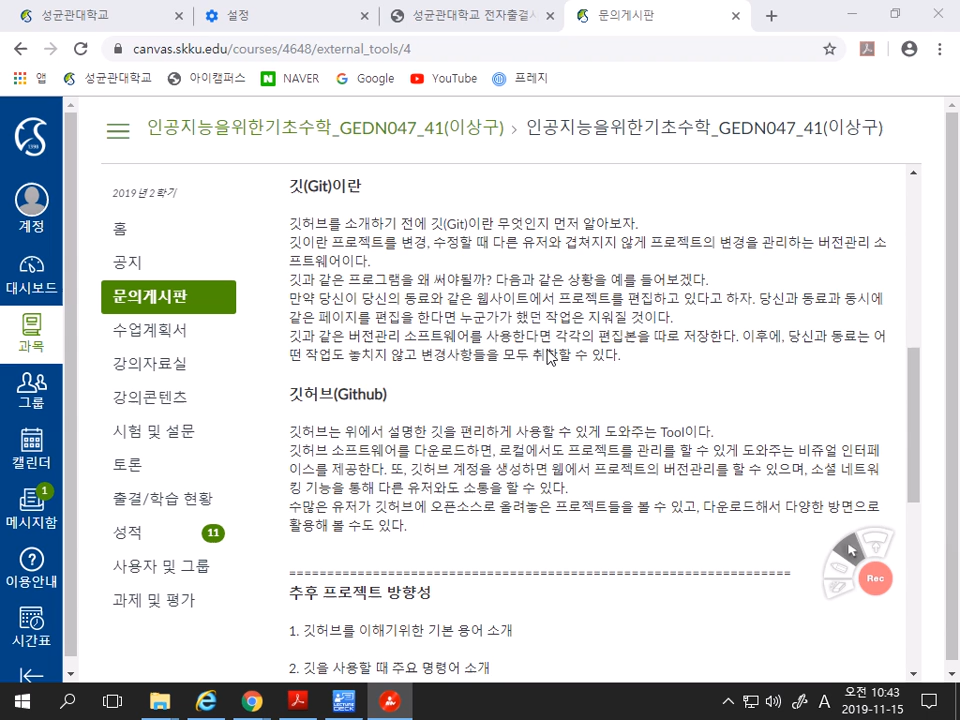 성균관대학교
설정
성균관대학교 전자출결시
문의게시판
canvas.skku.edu/courses/4648/external_tools/4
앱
성균관대학교
아이캠퍼스
NAVER
Google
YouTube
프레지
인공지능을위한기초수학_GEDN047_41(이상구) › 인공지능을위한기초수학_GEDN047_41(이상구)
계정
대시보드
과목
그룹
캘린더
1
메시지함
이용안내
시간표
2019년 2학기
홈
공지
문의게시판
수업계획서
강의자료실
강의콘텐츠
시험 및 설문
토론
출결/학습 현황
성적 11
사용자 및 그룹
과제 및 평가
깃(Git)이란
깃허브를 소개하기 전에 깃(Git)이란 무엇인지 먼저 알아보자.
깃이란 프로젝트를 변경, 수정할 때 다른 유저와 겹쳐지지 않게 프로젝트의 변경을 관리하는 버전관리 소
프트웨어이다.
깃과 같은 프로그램을 왜 써야될까? 다음과 같은 상황을 예를 들어보겠다.
만약 당신이 당신의 동료와 같은 웹사이트에서 프로젝트를 편집하고 있다고 하자. 당신과 동료과 동시에
같은 페이지를 편집을 한다면 누군가가 했던 작업은 지워질 것이다.
깃과 같은 버전관리 소프트웨어를 사용한다면 각각의 편집본을 따로 저장한다. 이후에, 당신과 동료는 어
떤 작업도 놓치지 않고 변경사항들을 모두 취합할 수 있다.
깃허브(Github)
깃허브는 위에서 설명한 깃을 편리하게 사용할 수 있게 도와주는 Tool이다.
깃허브 소프트웨어를 다운로드하면, 로컬에서도 프로젝트를 관리를 할 수 있게 도와주는 비쥬얼 인터페
이스를 제공한다. 또, 깃허브 계정을 생성하면 웹에서 프로젝트의 버전관리를 할 수 있으며, 소셜 네트워
킹 기능을 통해 다른 유저와도 소통을 할 수 있다.
수많은 유저가 깃허브에 오픈소스로 올려놓은 프로젝트들을 볼 수 있고, 다운로드해서 다양한 방면으로
활용해 볼 수도 있다.
==================================================================
추후 프로젝트 방향성
1. 깃허브를 이해기위한 기본 용어 소개
2. 깃을 사용할 때 주요 명령어 소개
Rec
LECTURE CHECK
A
오전 10:43
2019-11-15